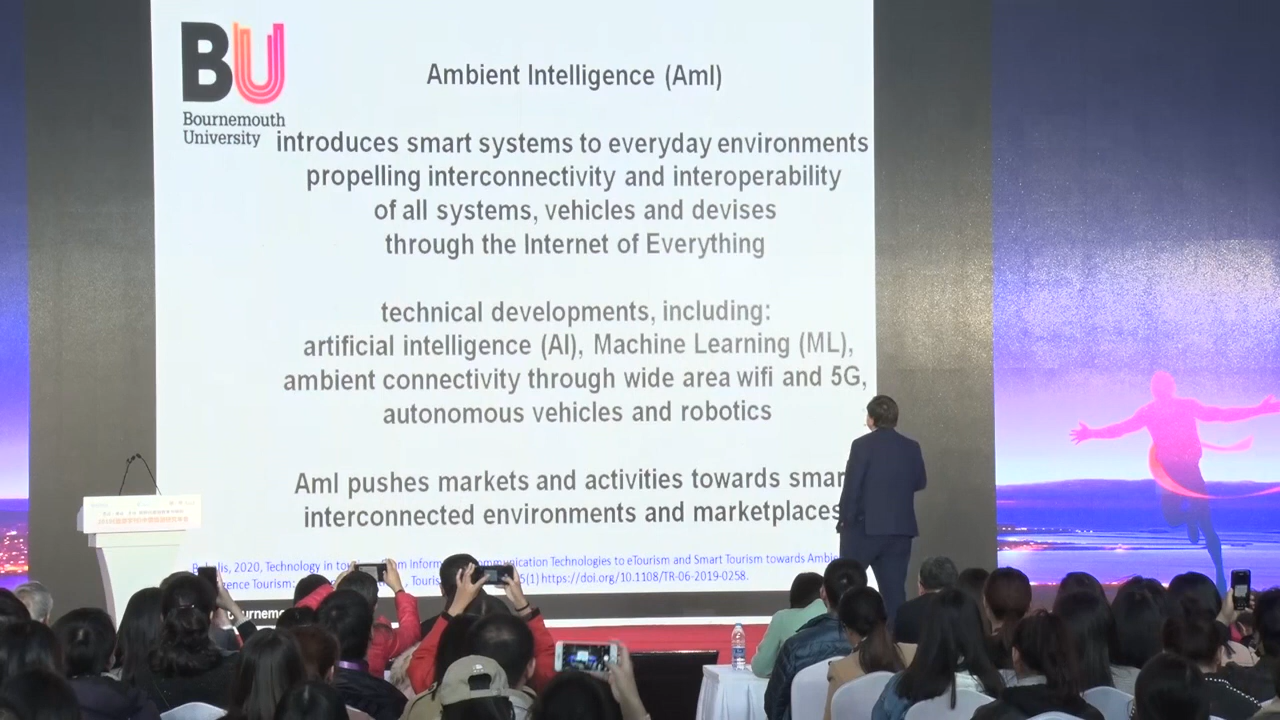 BU
Bournemouth
University
Ambient Intelligence (AmI)
introduces smart systems to everyday environments
propelling interconnectivity and interoperability
of all systems, vehicles and devises
through the Internet of Everything
technical developments, including:
artificial intelligence (AI), Machine Learning (ML),
ambient connectivity through wide area wifi and 5G,
autonomous vehicles and robotics
AmI pushes markets and activities towards smar
interconnected environments and marketplaces
2020, Technology in Communication Technologies to eTourism and Smart Tourism towards
5(1) https://doi.org/10.1108/TR-06-2019-0258.